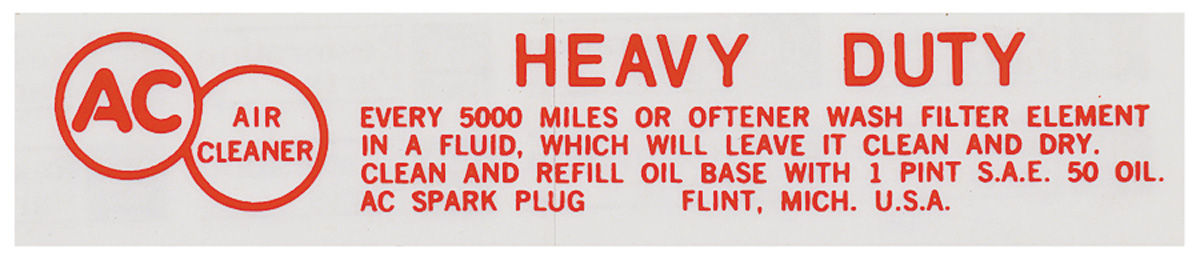 AC
AIR
CLEANER
HEAVY DUTY
EVERY 5000 MILES OR OFTENER WASH FILTER ELEMENT
IN A FLUID, WHICH WILL LEAVE IT CLEAN AND DRY.
CLEAN AND REFILL OIL BASE WITH 1 PINT S.A.E. 50 OIL.
AC SPARK PLUG FLINT, MICH. U.S.A.